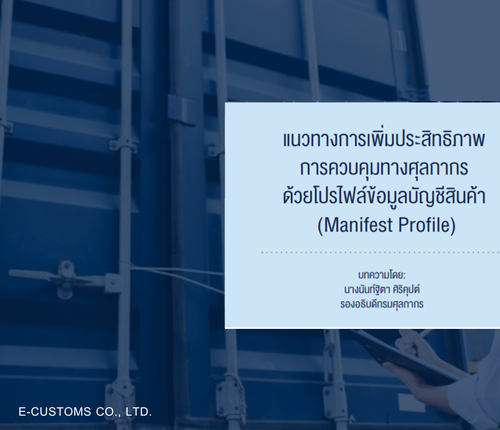 แนวทางการเพิ่มประสิทธิภาพ
การควบคุมทางศุลกากร
ด้วยโปรไฟล์ข้อมูลบัญชีสินค้า
(Manifest Profile)
บทความโดย:
นางนันท์ฐิตา ศิริคุปต์
รองอธิบดีกรมศุลกากร
E-CUSTOMS CO., LTD.